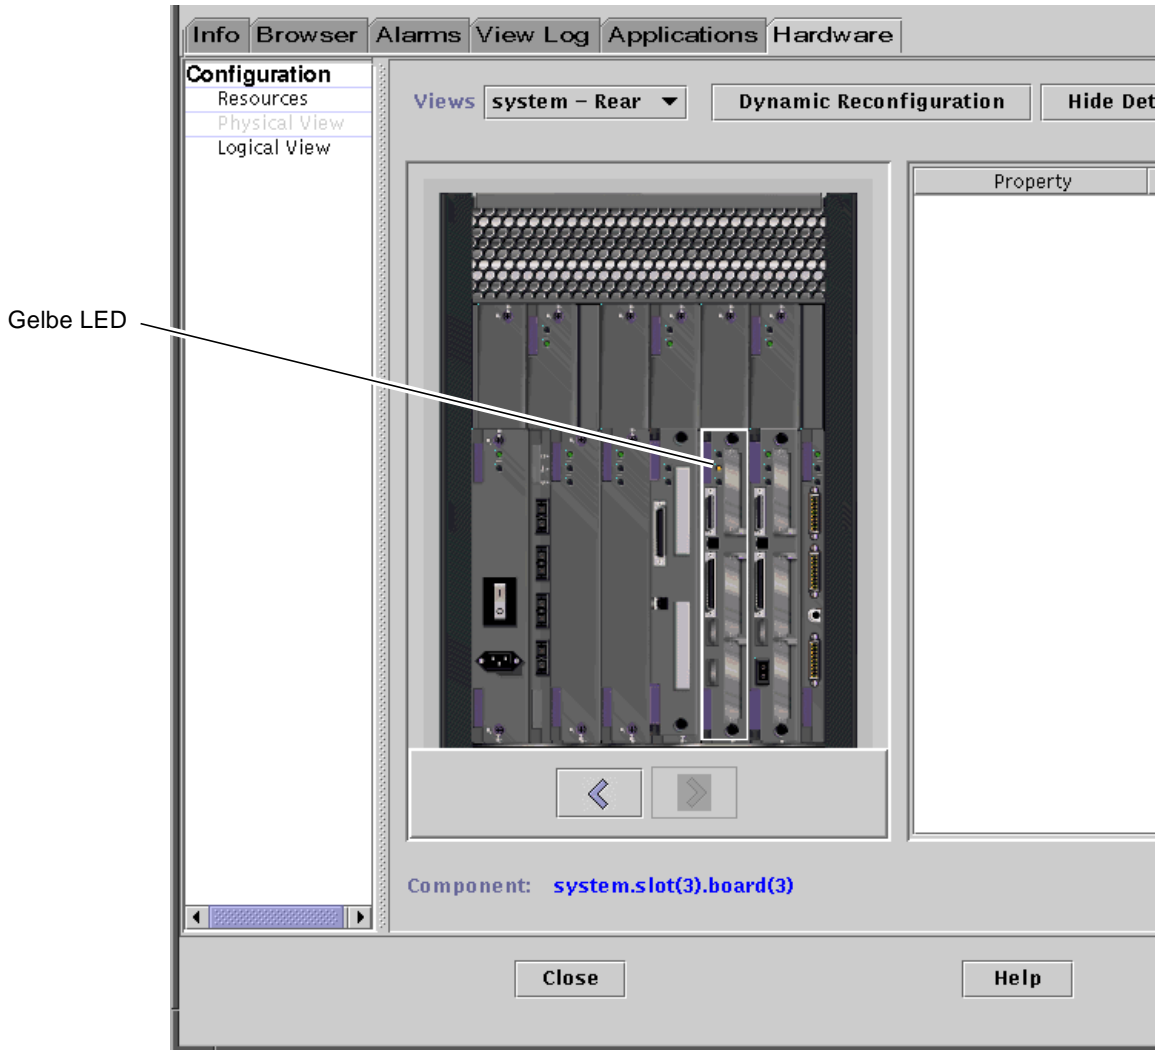 Info Browser Alarms View Log Applications Hardware
Configuration
Resources
Physical View
Logical View
Views system – Rear Dynamic Reconfiguration Hide Det
Property
Gelbe LED
Component: system.slot(3).board(3)
Close Help